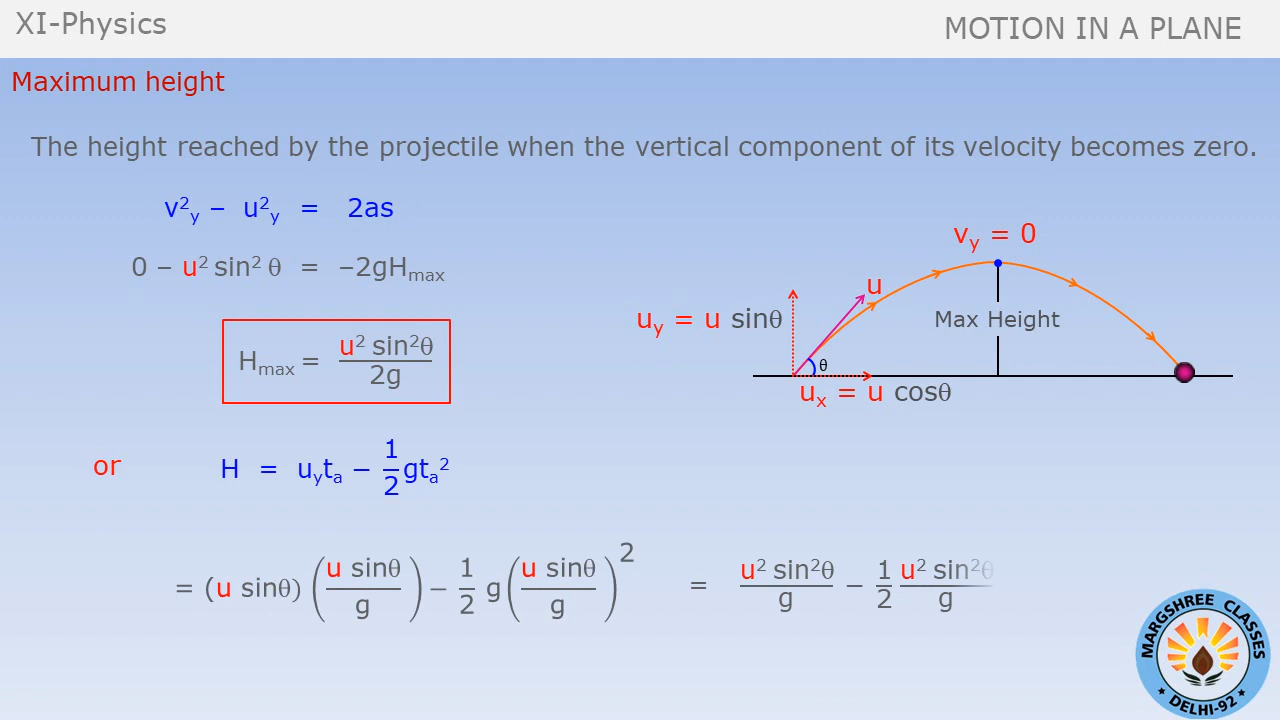 XI-Physics
MOTION IN A PLANE
Maximum height
The height reached by the projectile when the vertical component of its velocity becomes zero.
v²y – u²y = 2as
0 – u² sin² θ = –2gHmax
Hmax = u² sin²θ / 2g
vy = 0
u
uy = u sinθ
Max Height
θ
ux = u cosθ
or H = uyta – 1/2 gta²
= (u sinθ) (u sinθ / g) – 1/2 g (u sinθ / g)² = u² sin²θ / g – 1/2 u² sin²θ / g
MARGSHREE CLASSES
DELHI-92